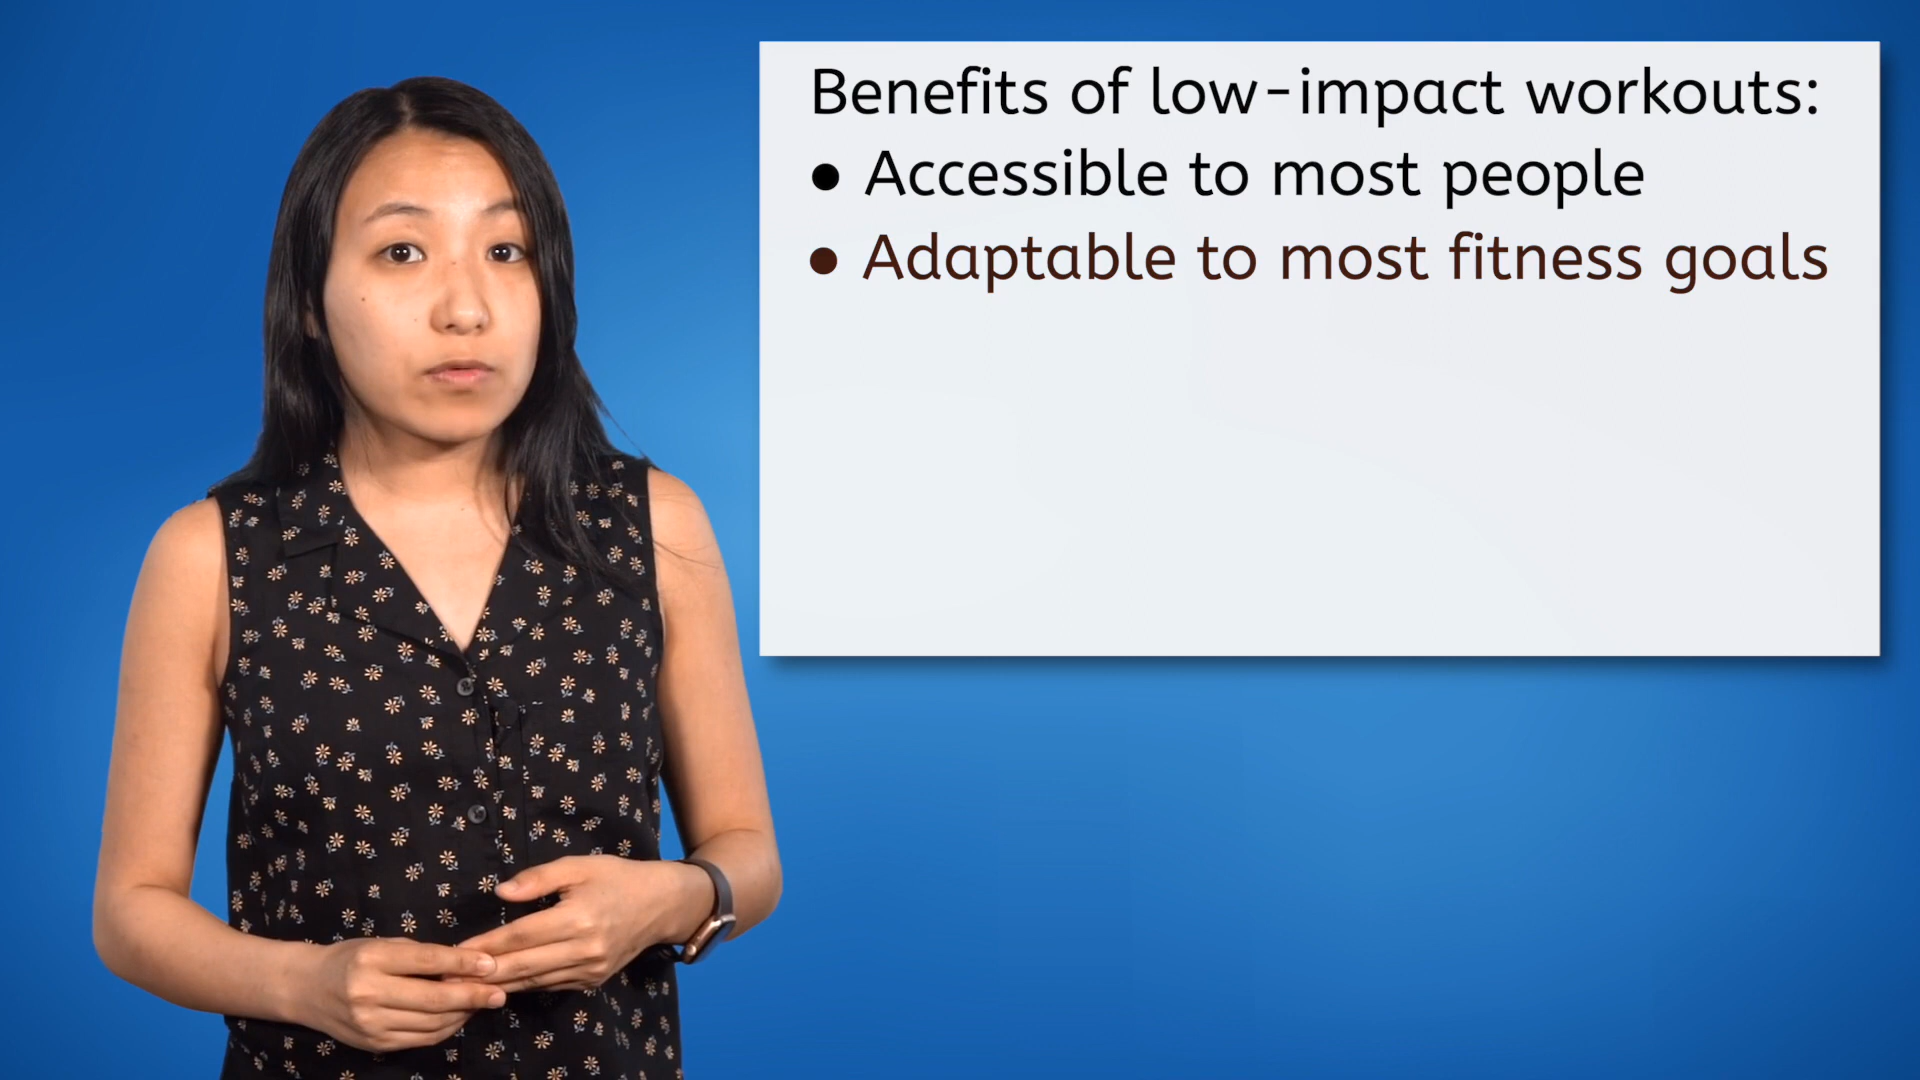 Benefits of low-impact workouts:
● Accessible to most people
● Adaptable to most fitness goals